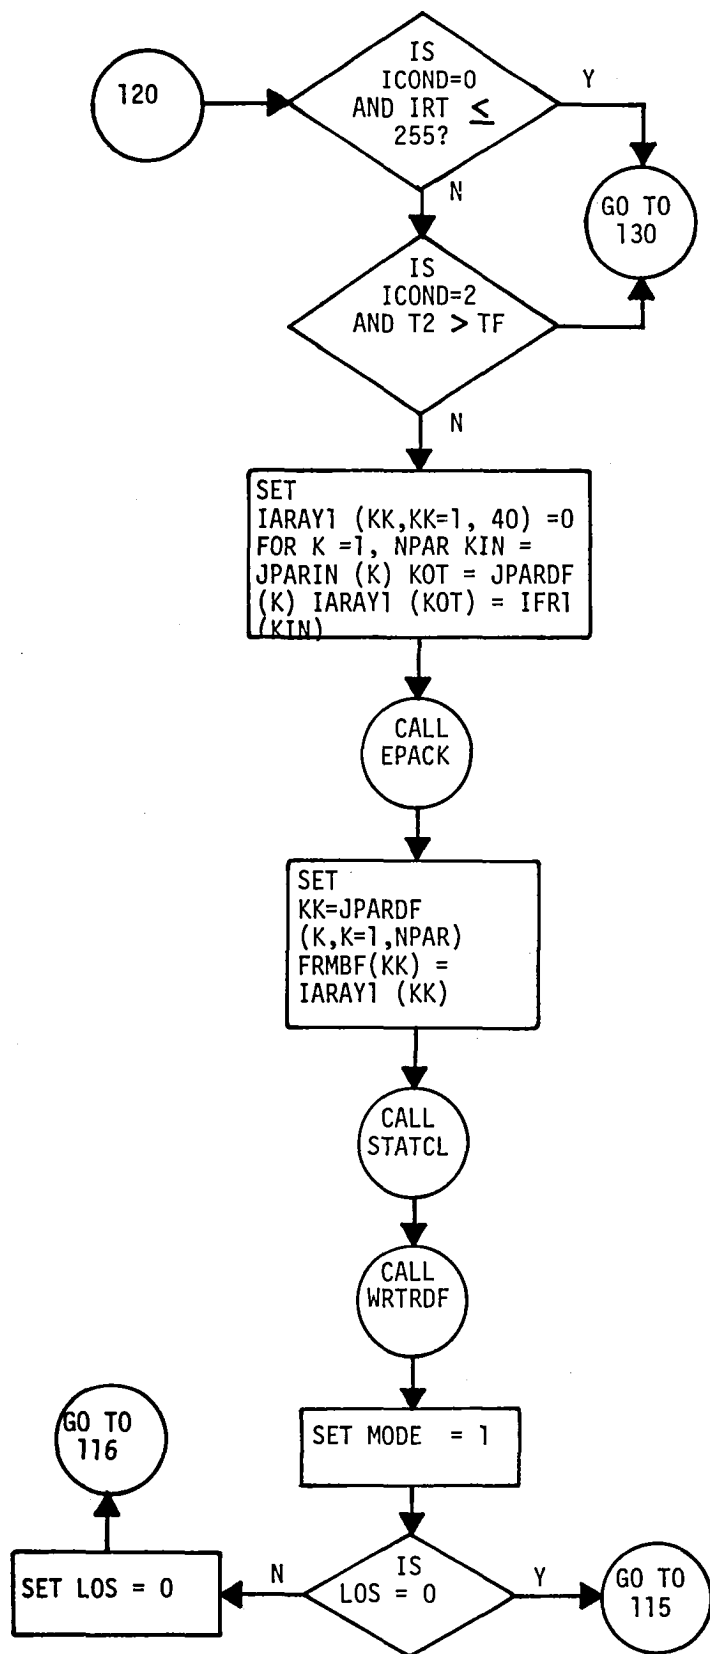 120
IS
ICOND=0
AND IRT ≤
255?
Y
N
GO TO
130
IS
ICOND=2
AND T2 > TF
N
SET
IARAY1 (KK,KK=1, 40) =0
FOR K =1, NPAR KIN =
JPARIN (K) KOT = JPARDF
(K) IARAY1 (KOT) = IFR1
(KIN)
CALL
EPACK
SET
KK=JPARDF
(K,K=1,NPAR)
FRMBF(KK) =
IARAY1 (KK)
CALL
STATCL
CALL
WRTRDF
SET MODE = 1
GO TO
116
SET LOS = 0
N
IS
LOS = 0
Y
GO TO
115